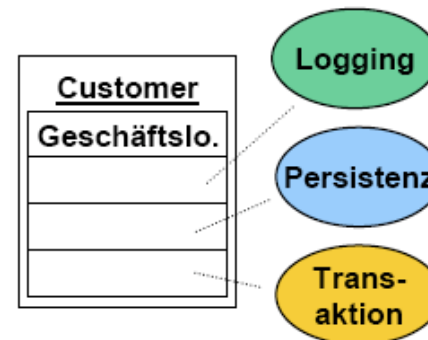 Customer
Geschäftslo.
Logging
Persistenz
Trans-
aktion